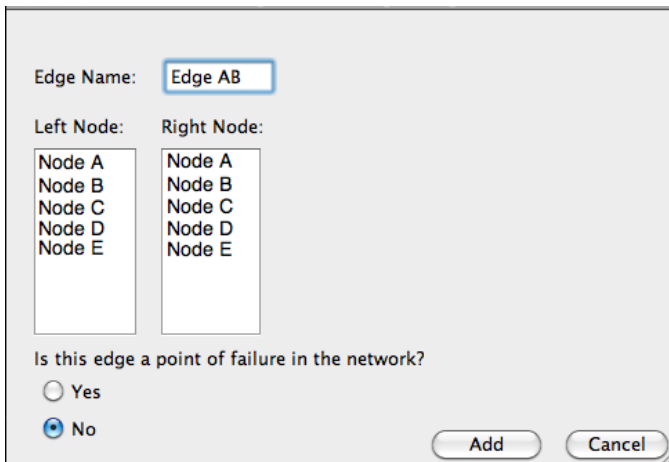 Edge Name: Edge AB
Left Node: Right Node:
Node A Node A
Node B Node B
Node C Node C
Node D Node D
Node E Node E
Is this edge a point of failure in the network?
Yes
No
Add Cancel